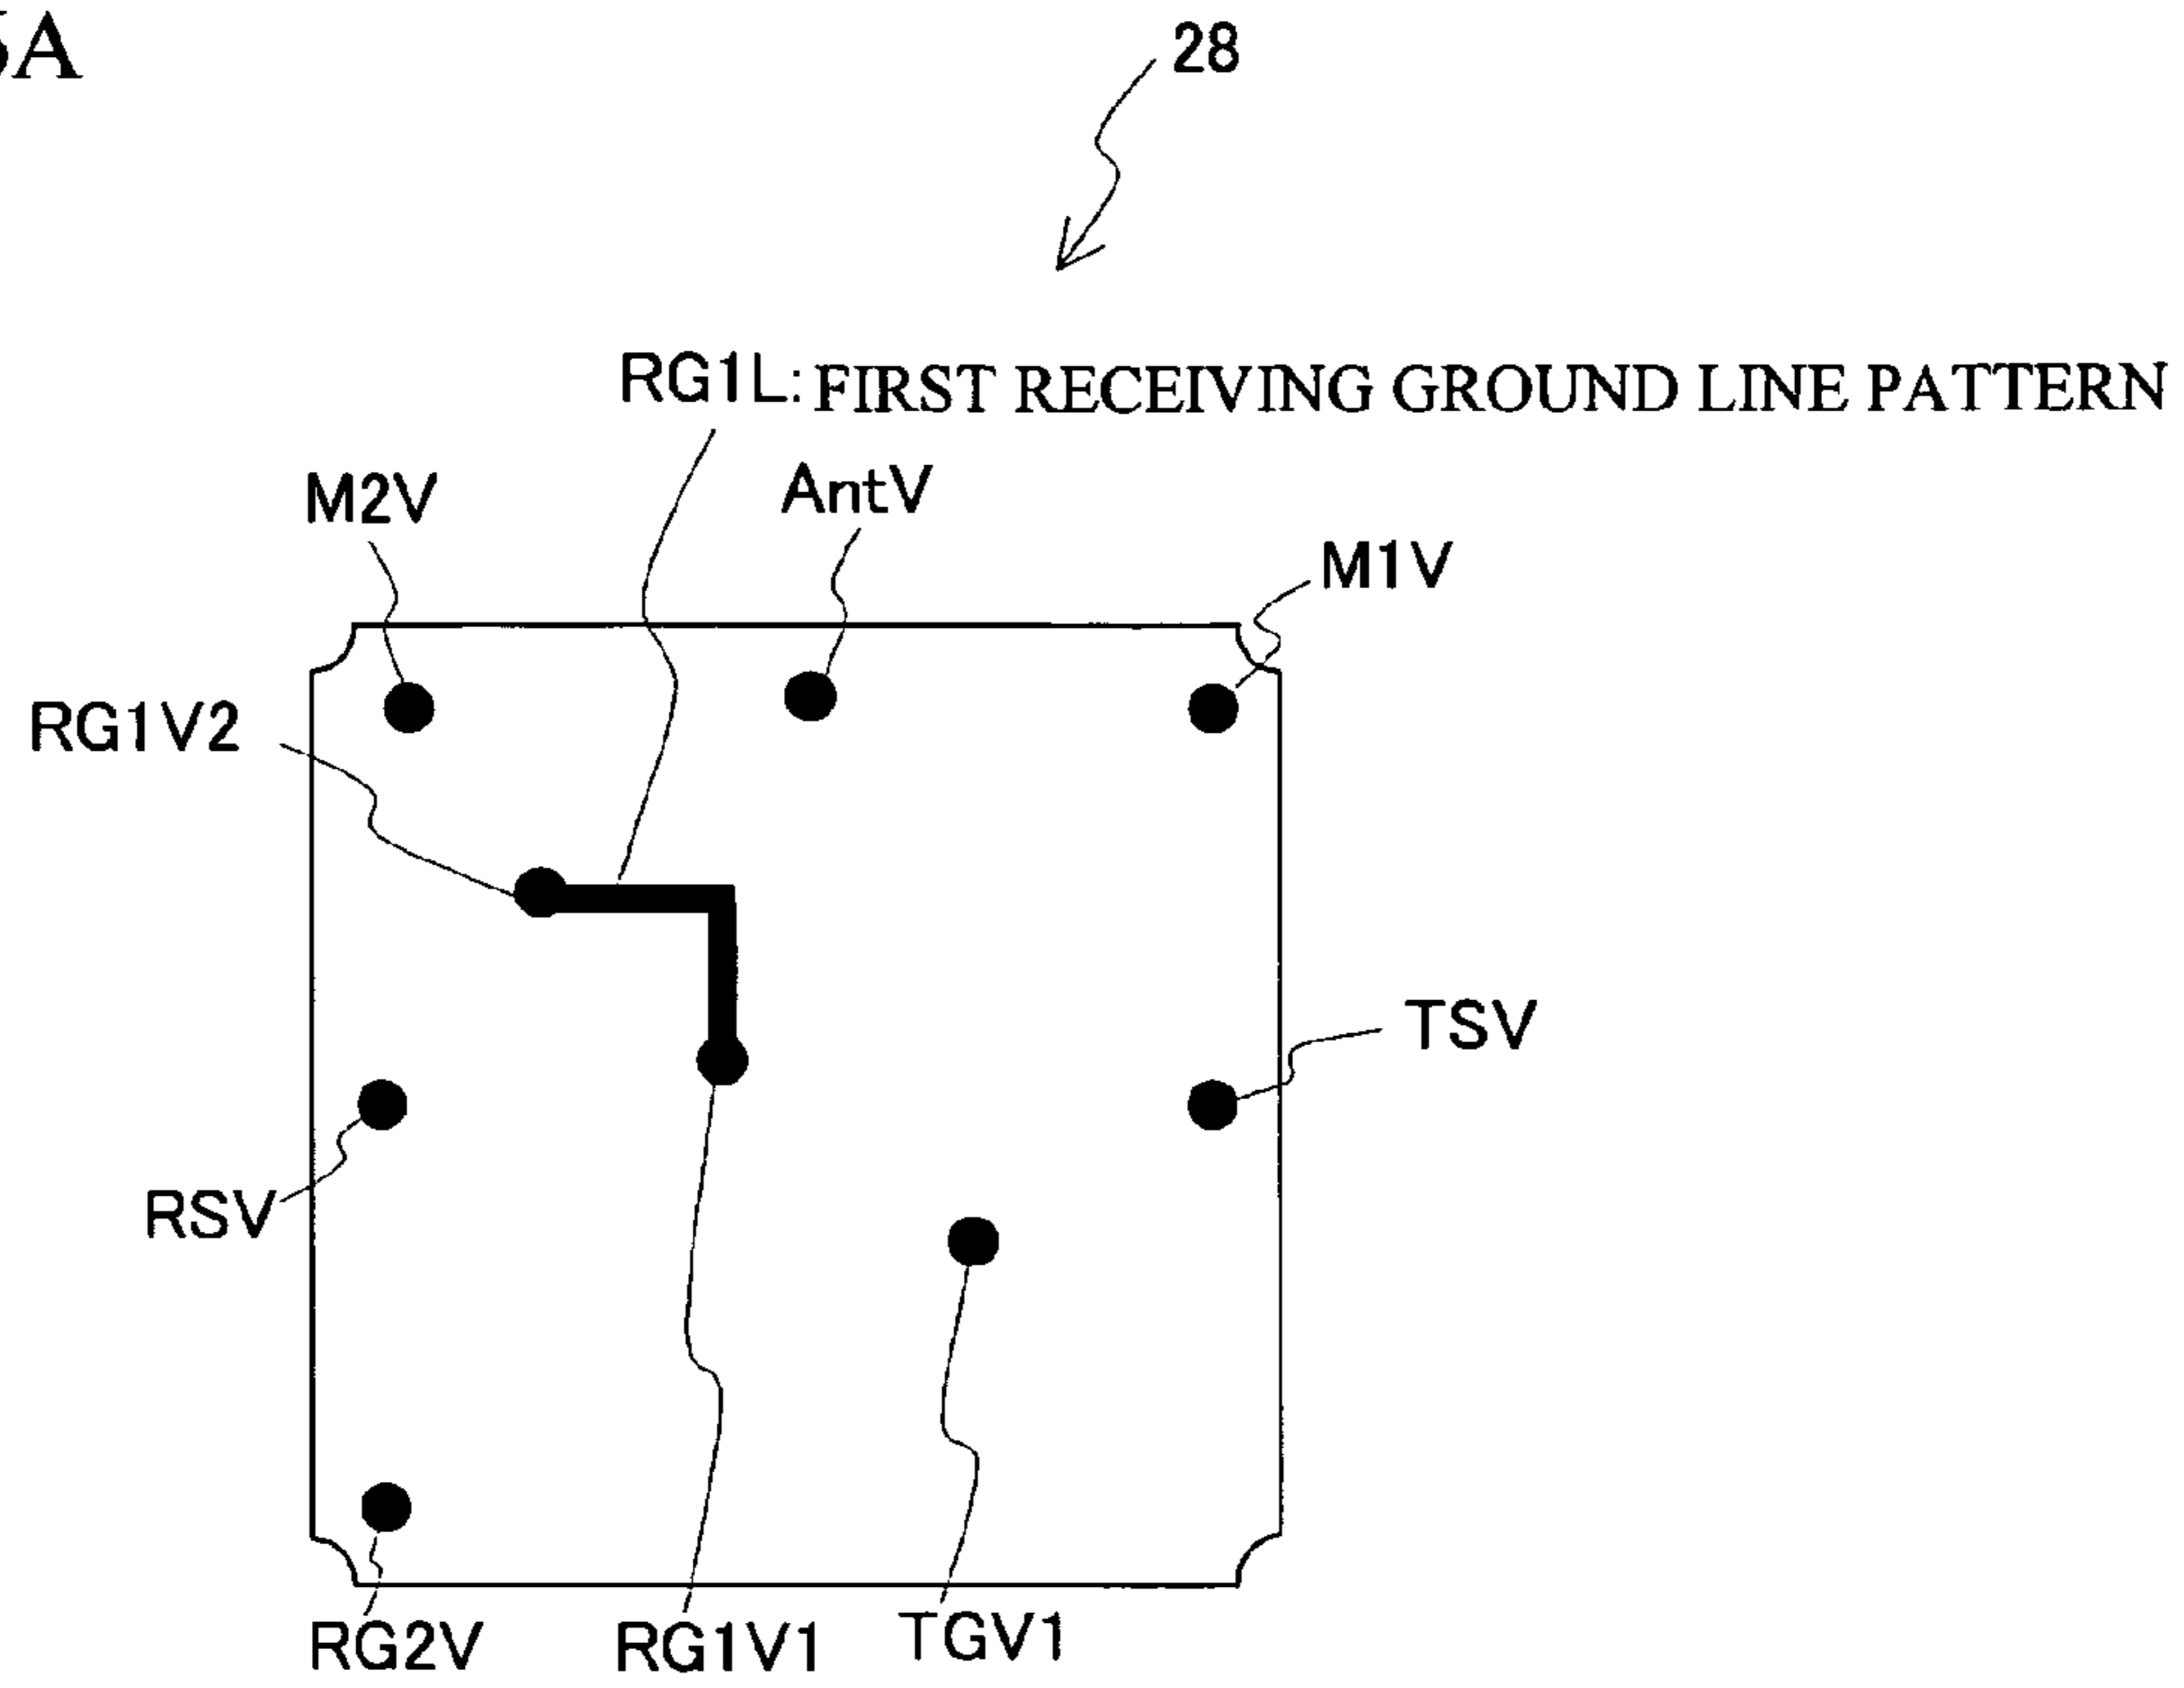 5A
28
RG1L: FIRST RECEIVING GROUND LINE PATTERN
M2V
AntV
M1V
RG1V2
TSV
RSV
RG2V
RG1V1
TGV1